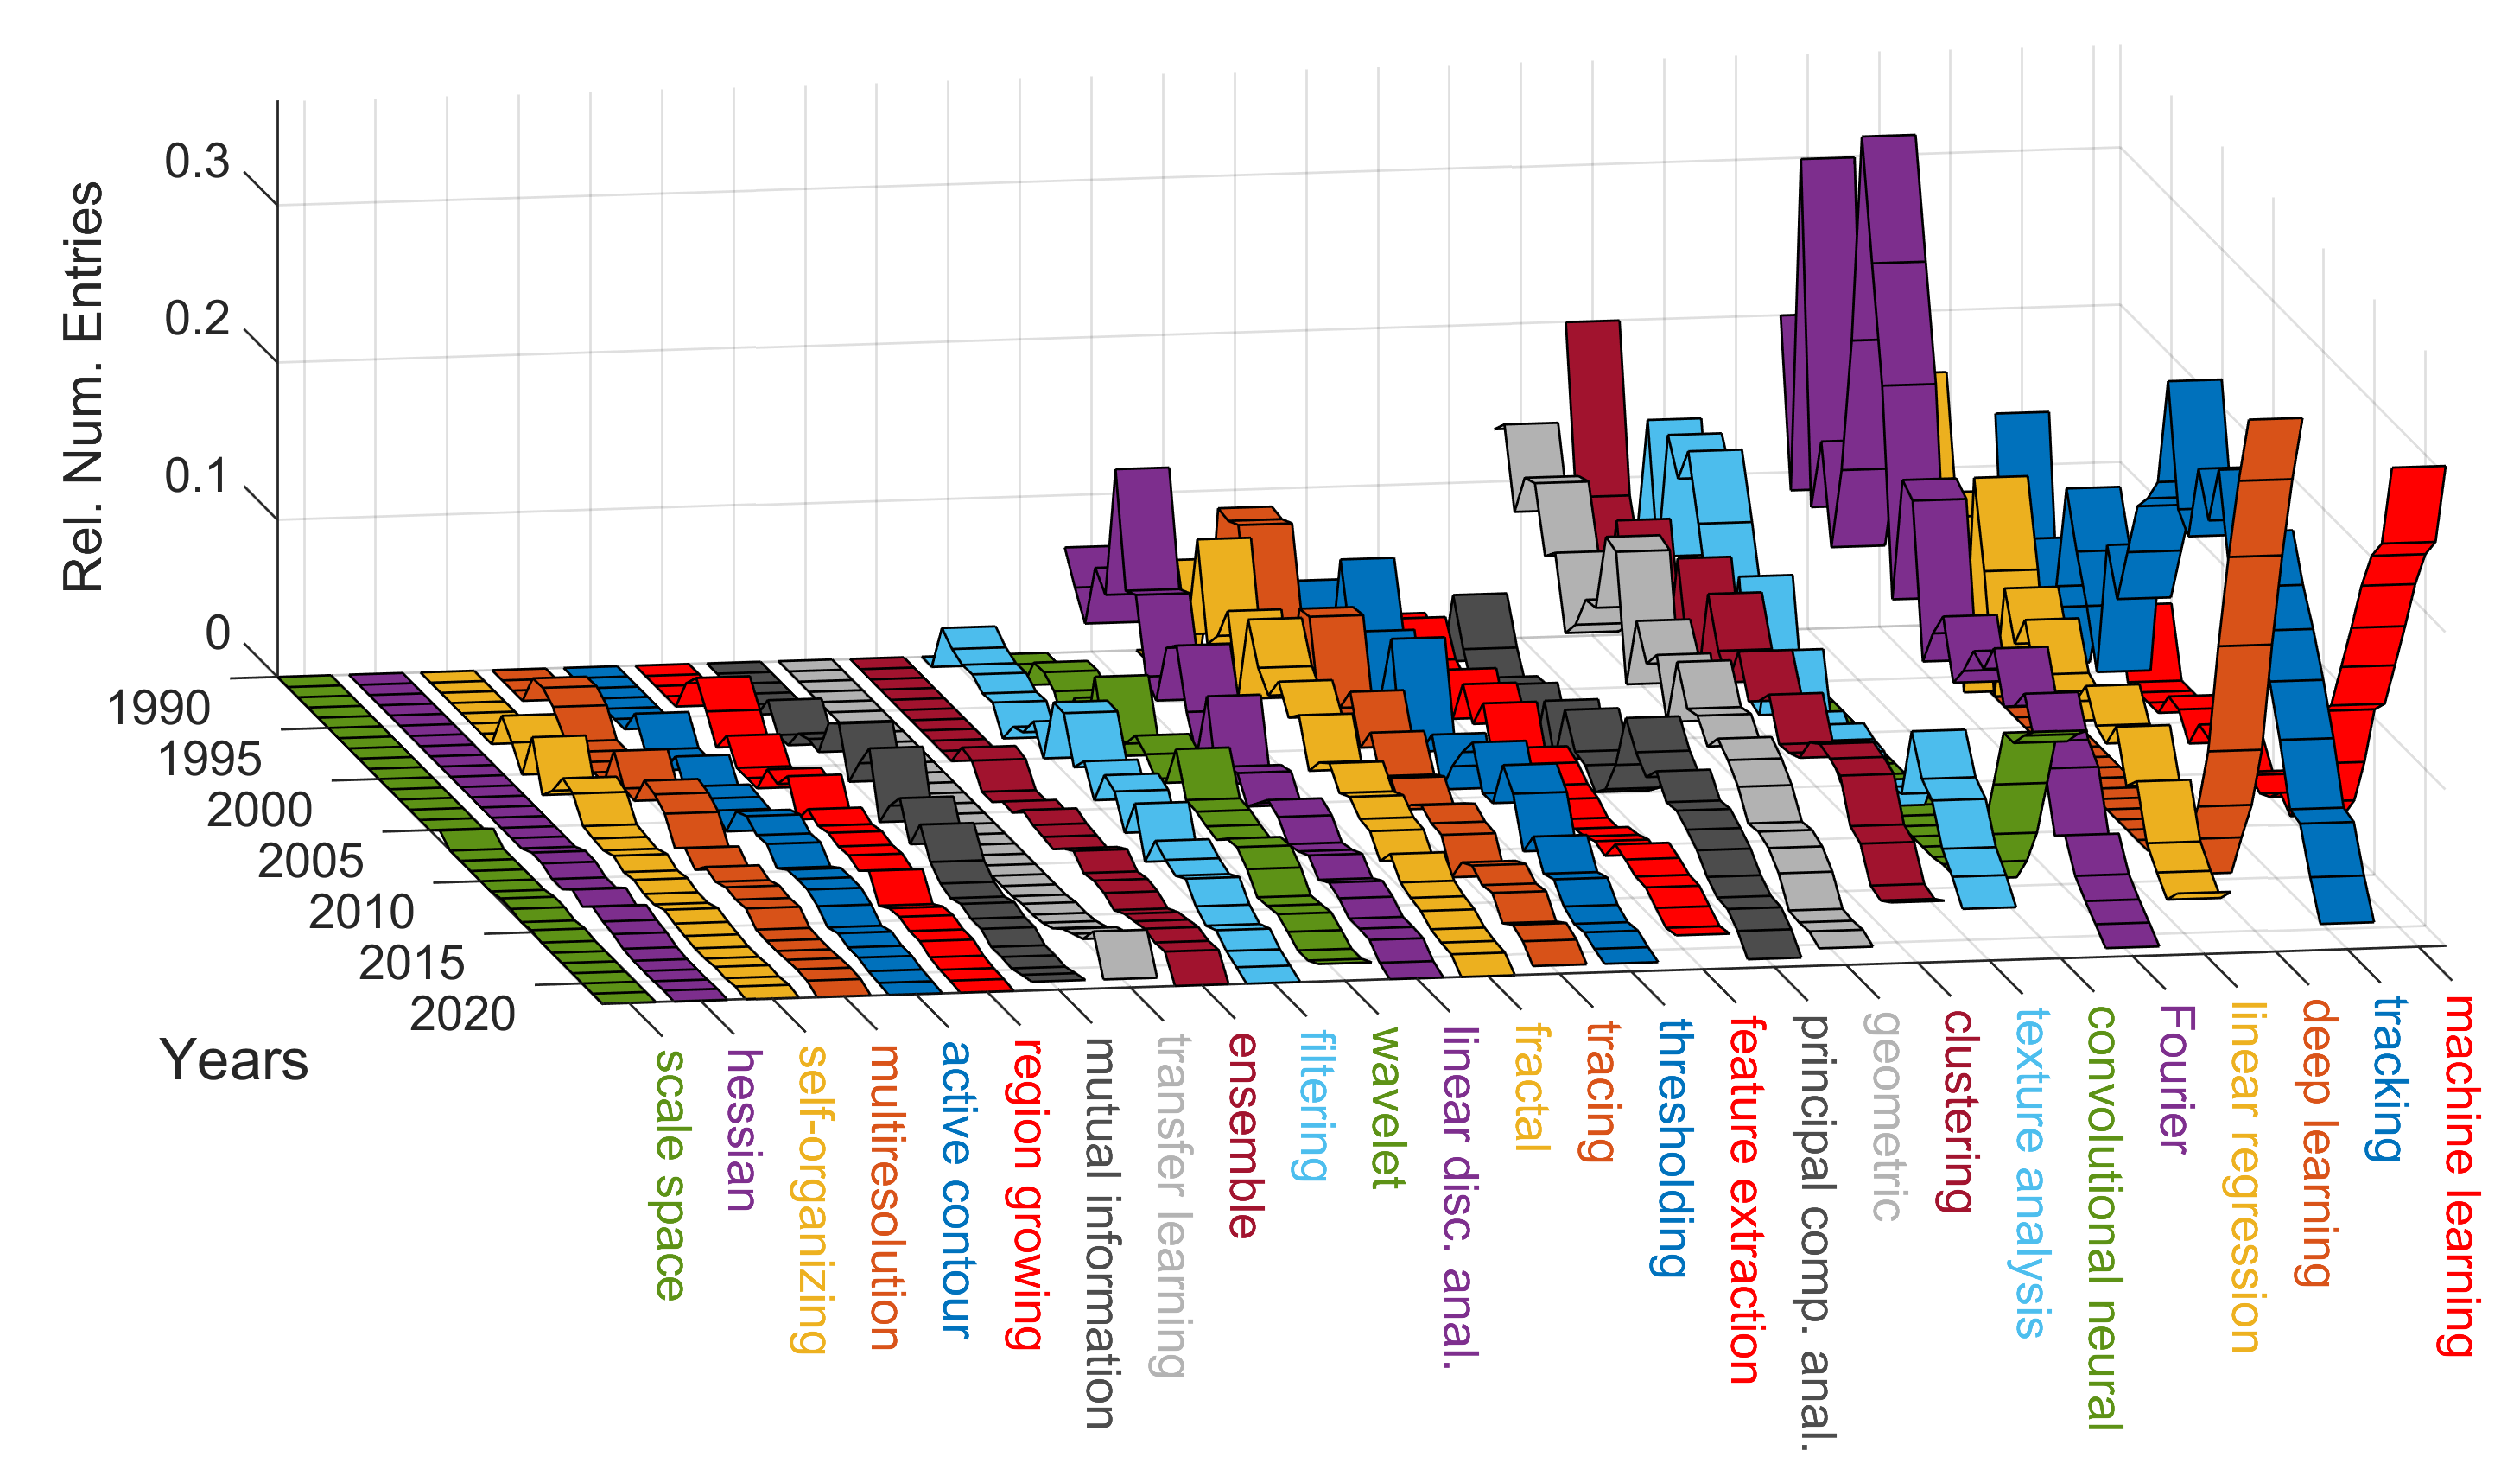 Rel. Num. Entries
0.3
0.2
0.1
0
1990
1995
2000
2005
2010
2015
2020
Years
scale space
hessian
self-organizing
multiresolution
active contour
region growing
mutual information
transfer learning
ensemble
filtering
wavelet
linear disc. anal.
fractal
tracing
thresholding
feature extraction
principal comp. anal.
geometric
clustering
texture analysis
convolutional neural
Fourier
linear regression
deep learning
tracking
machine learning